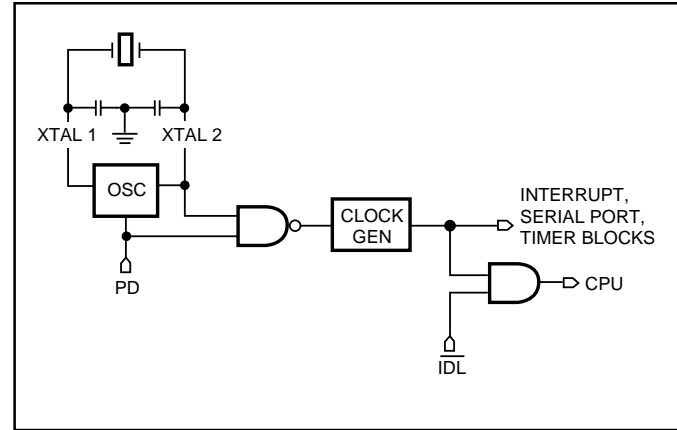 XTAL 1
XTAL 2
OSC
PD
CLOCK
GEN
INTERRUPT,
SERIAL PORT,
TIMER BLOCKS
CPU
IDL